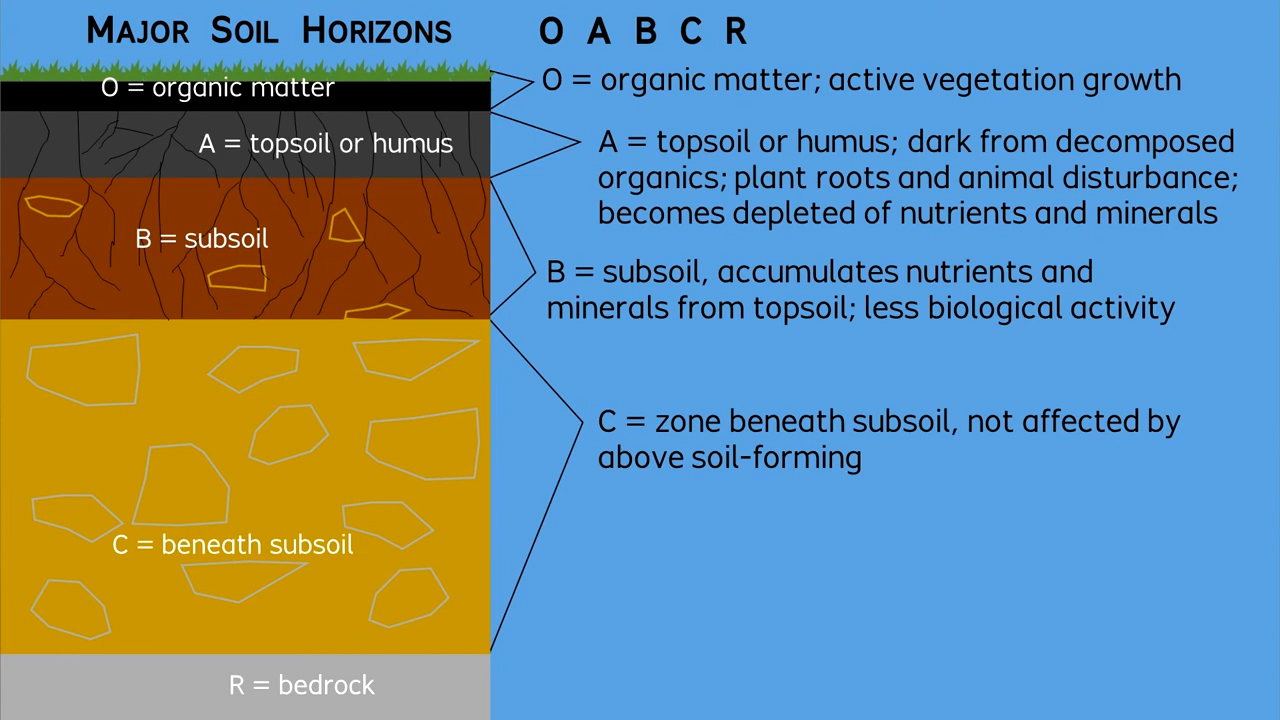 Major Soil Horizons
O A B C R
O = organic matter
O = organic matter; active vegetation growth
A = topsoil or humus
A = topsoil or humus; dark from decomposed
organics; plant roots and animal disturbance;
becomes depleted of nutrients and minerals
B = subsoil
B = subsoil, accumulates nutrients and
minerals from topsoil; less biological activity
C = zone beneath subsoil, not affected by
above soil-forming
C = beneath subsoil
R = bedrock